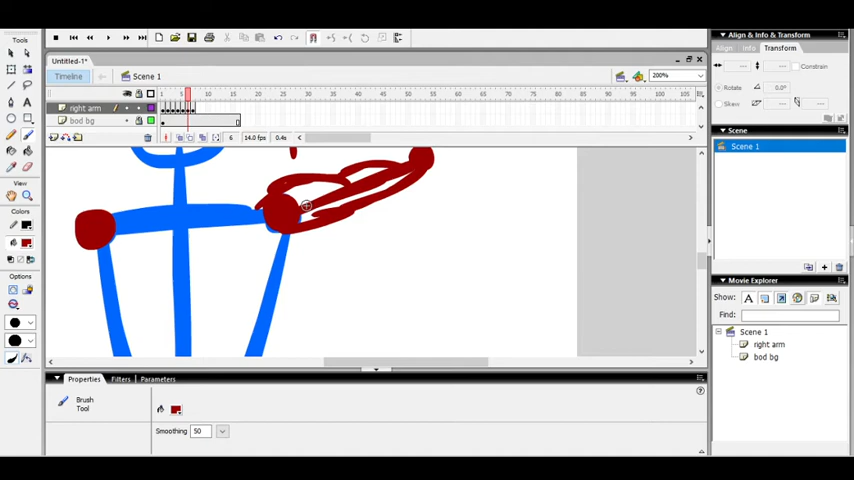 Tools
Colors
Options
Untitled-1*
Timeline
Scene 1
200%
1 5 10 15 20 25 30 35 40 45 50 55 60 65 70 75 80 85 90 95 100 105
right arm
bod bg
6 14.0 fps 0.4s
Properties Filters Parameters
Brush
Tool
Smoothing 50
Align & Info & Transform
Align Info Transform
Constrain
Rotate 0.0°
Skew
Scene
Scene 1
Movie Explorer
Show: A
Find:
Scene 1
right arm
bod bg